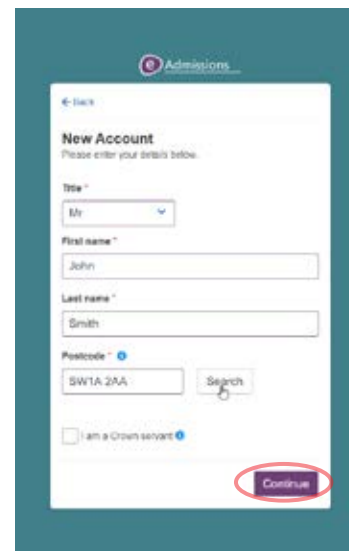 e Admissions
← Back
New Account
Please enter your details below.
Title *
Mr
First name *
John
Last name *
Smith
Postcode * i
SW1A 2AA
Search
I am a Crown servant i
Continue